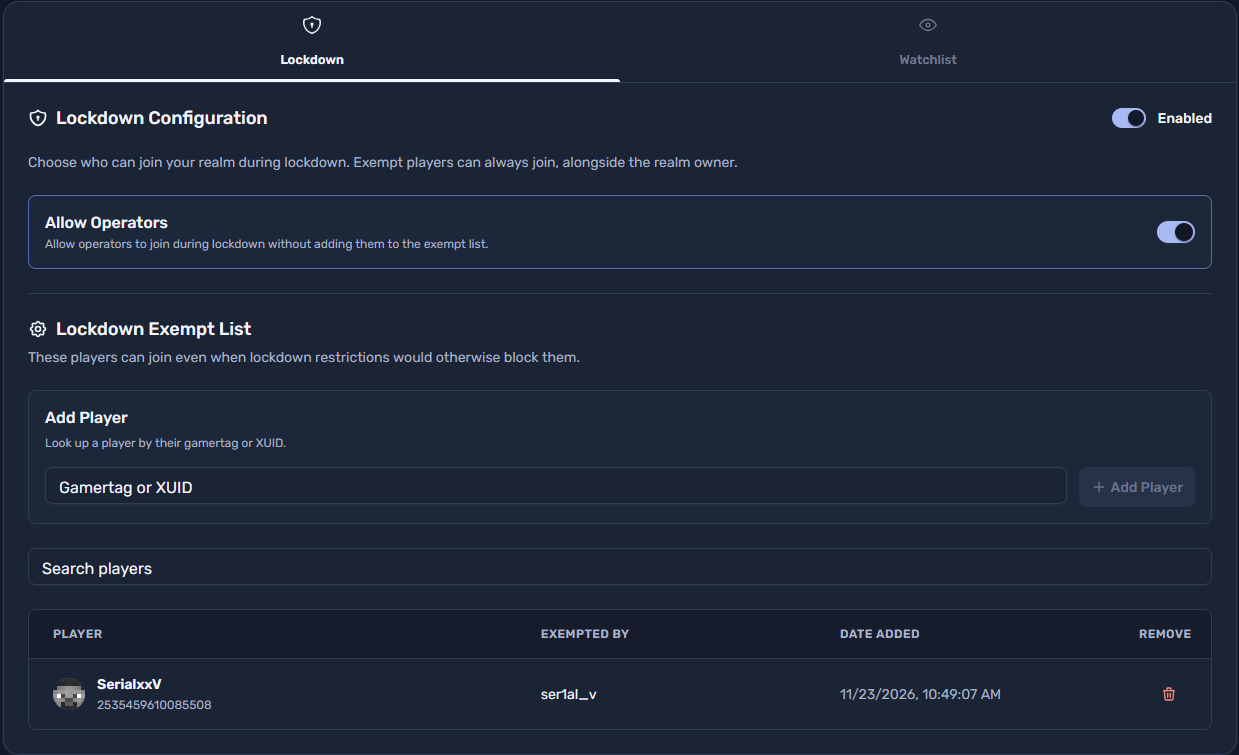 Lockdown
Watchlist
Lockdown Configuration
Enabled
Choose who can join your realm during lockdown. Exempt players can always join, alongside the realm owner.
Allow Operators
Allow operators to join during lockdown without adding them to the exempt list.
Lockdown Exempt List
These players can join even when lockdown restrictions would otherwise block them.
Add Player
Look up a player by their gamertag or XUID.
Gamertag or XUID
+ Add Player
Search players
PLAYER EXEMPTED BY DATE ADDED REMOVE
SerialxxV
2535459610085508
ser1al_v
11/23/2026, 10:49:07 AM